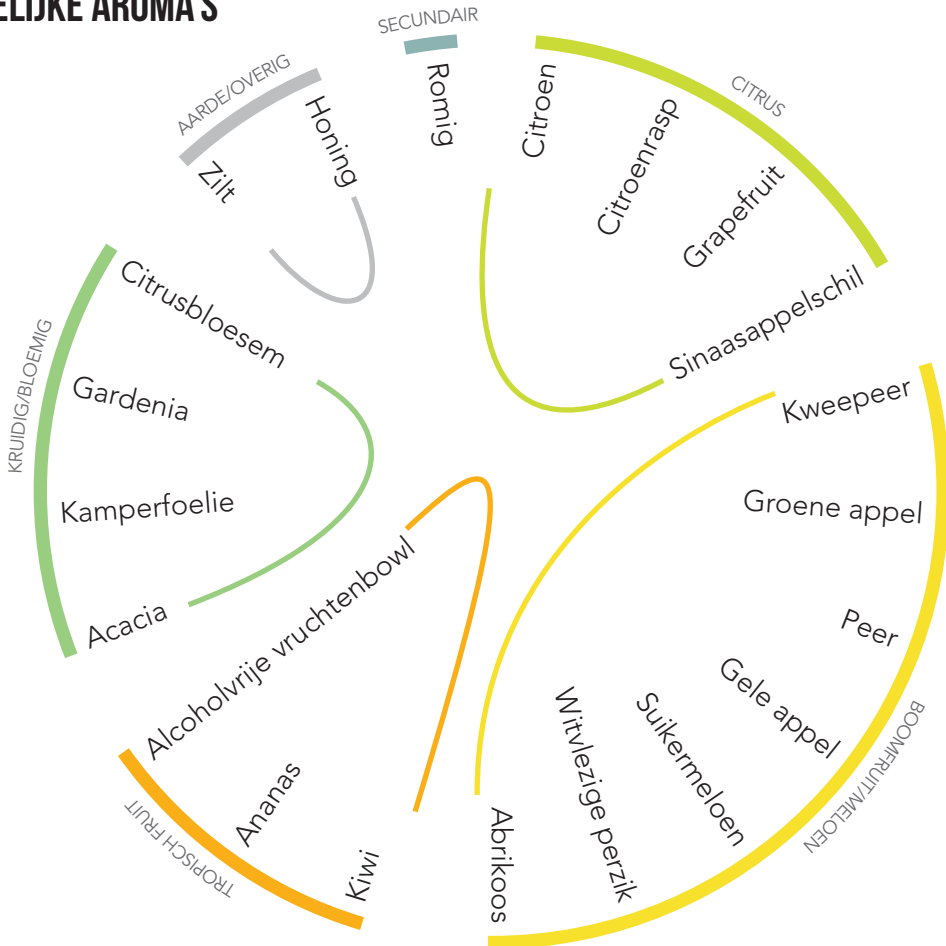 ELIJKE AROMA'S
SECUNDAIR
Romig
CITRUS
Citroen
Citroenrasp
Grapefruit
Sinaasappelschil
BOOMFRUIT/MELOEN
Kweepeer
Groene appel
Peer
Gele appel
Suikermeloen
Witvlezige perzik
Abrikoos
TROPISCH FRUIT
Kiwi
Ananas
Alcoholvrije vruchtenbowl
KRUIDIG/BLOEMIG
Acacia
Kamperfoelie
Gardenia
Citrusbloesem
AARDE/OVERIG
Zilt
Honing